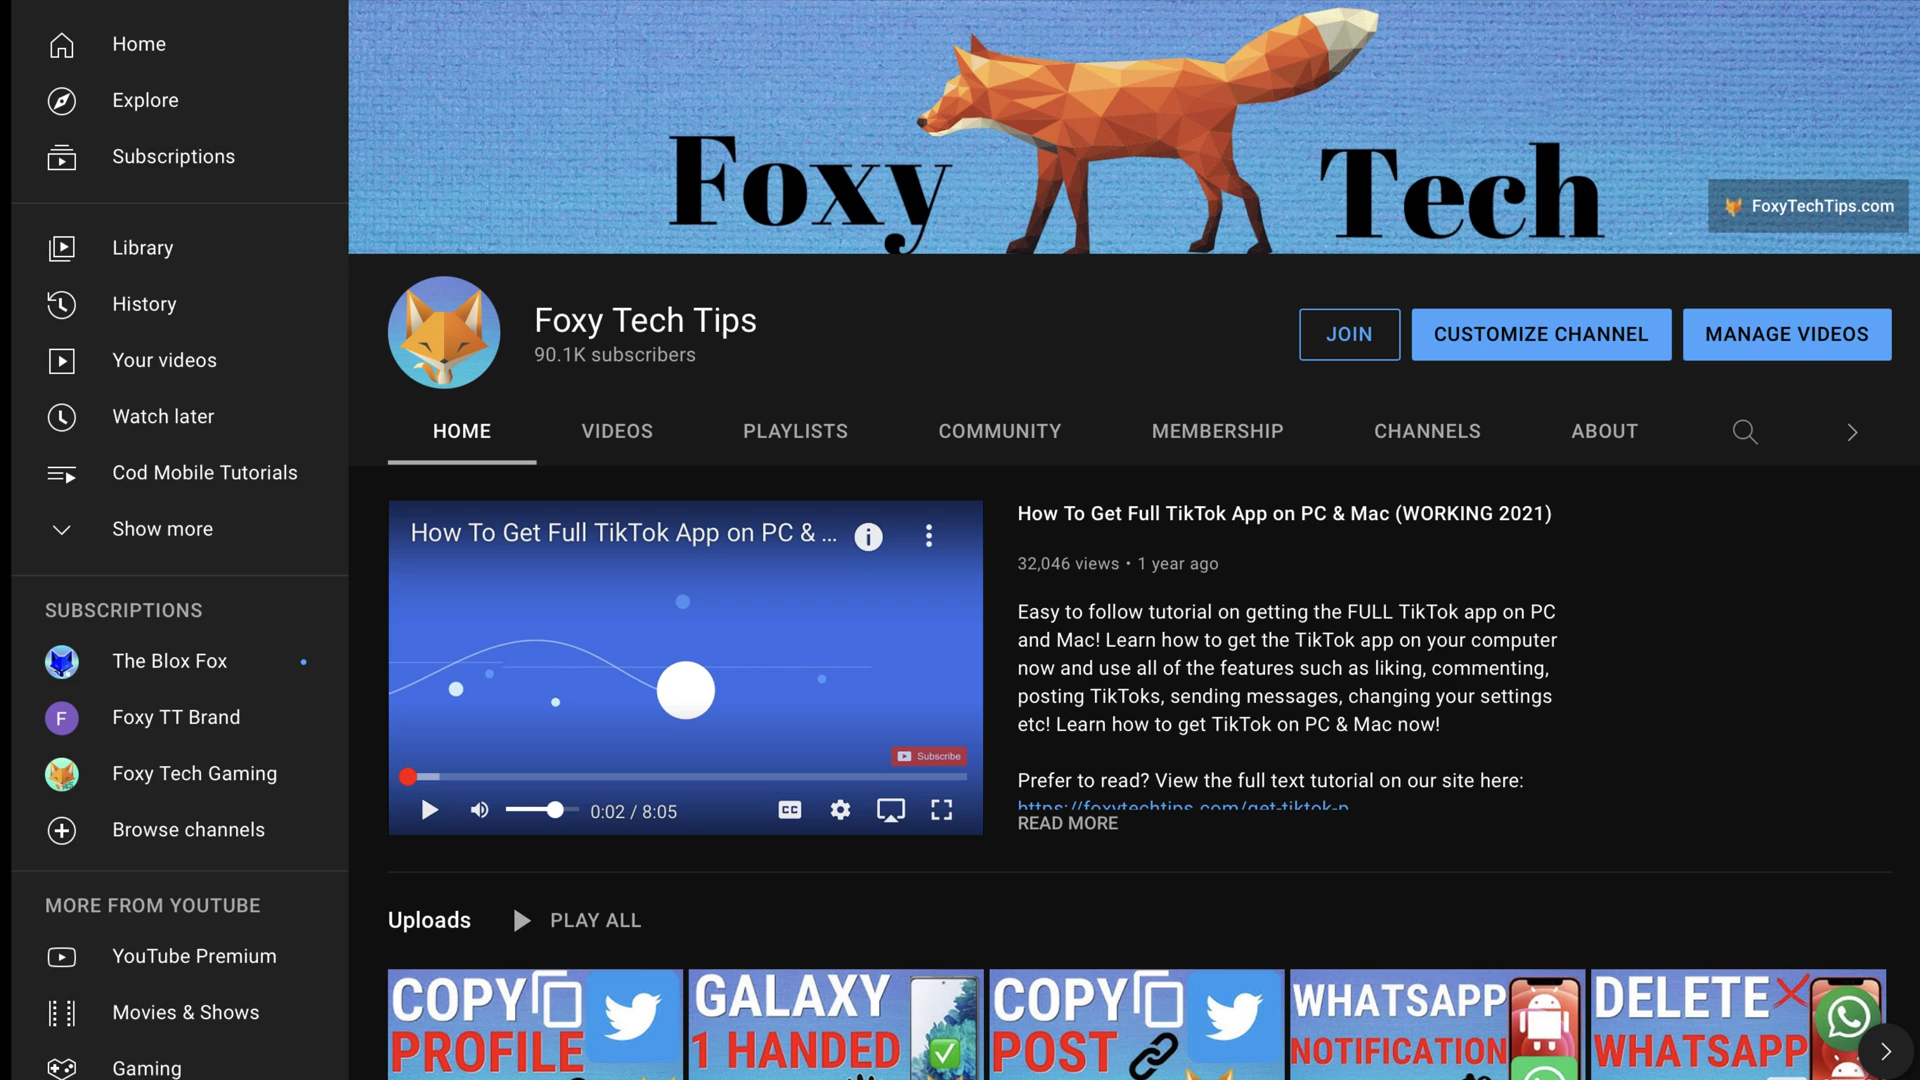 Home
Explore
Subscriptions
Library
History
Your videos
Watch later
Cod Mobile Tutorials
Show more
SUBSCRIPTIONS
The Blox Fox
F
Foxy TT Brand
Foxy Tech Gaming
Browse channels
MORE FROM YOUTUBE
YouTube Premium
Movies & Shows
Gaming
Foxy Tech
FoxyTechTips.com
Foxy Tech Tips
90.1K subscribers
JOIN
CUSTOMIZE CHANNEL
MANAGE VIDEOS
HOME
VIDEOS
PLAYLISTS
COMMUNITY
MEMBERSHIP
CHANNELS
ABOUT
How To Get Full TikTok App on PC & ...
Subscribe
0:02 / 8:05
CC
How To Get Full TikTok App on PC & Mac (WORKING 2021)
32,046 views • 1 year ago
Easy to follow tutorial on getting the FULL TikTok app on PC
and Mac! Learn how to get the TikTok app on your computer
now and use all of the features such as liking, commenting,
posting TikToks, sending messages, changing your settings
etc! Learn how to get TikTok on PC & Mac now!
Prefer to read? View the full text tutorial on our site here:
https://foxytechtips.com/get-tiktok-p
READ MORE
Uploads
PLAY ALL
COPY
PROFILE
GALAXY
1 HANDED
COPY
POST
WHATSAPP
NOTIFICATION
DELETE
WHATSAPP